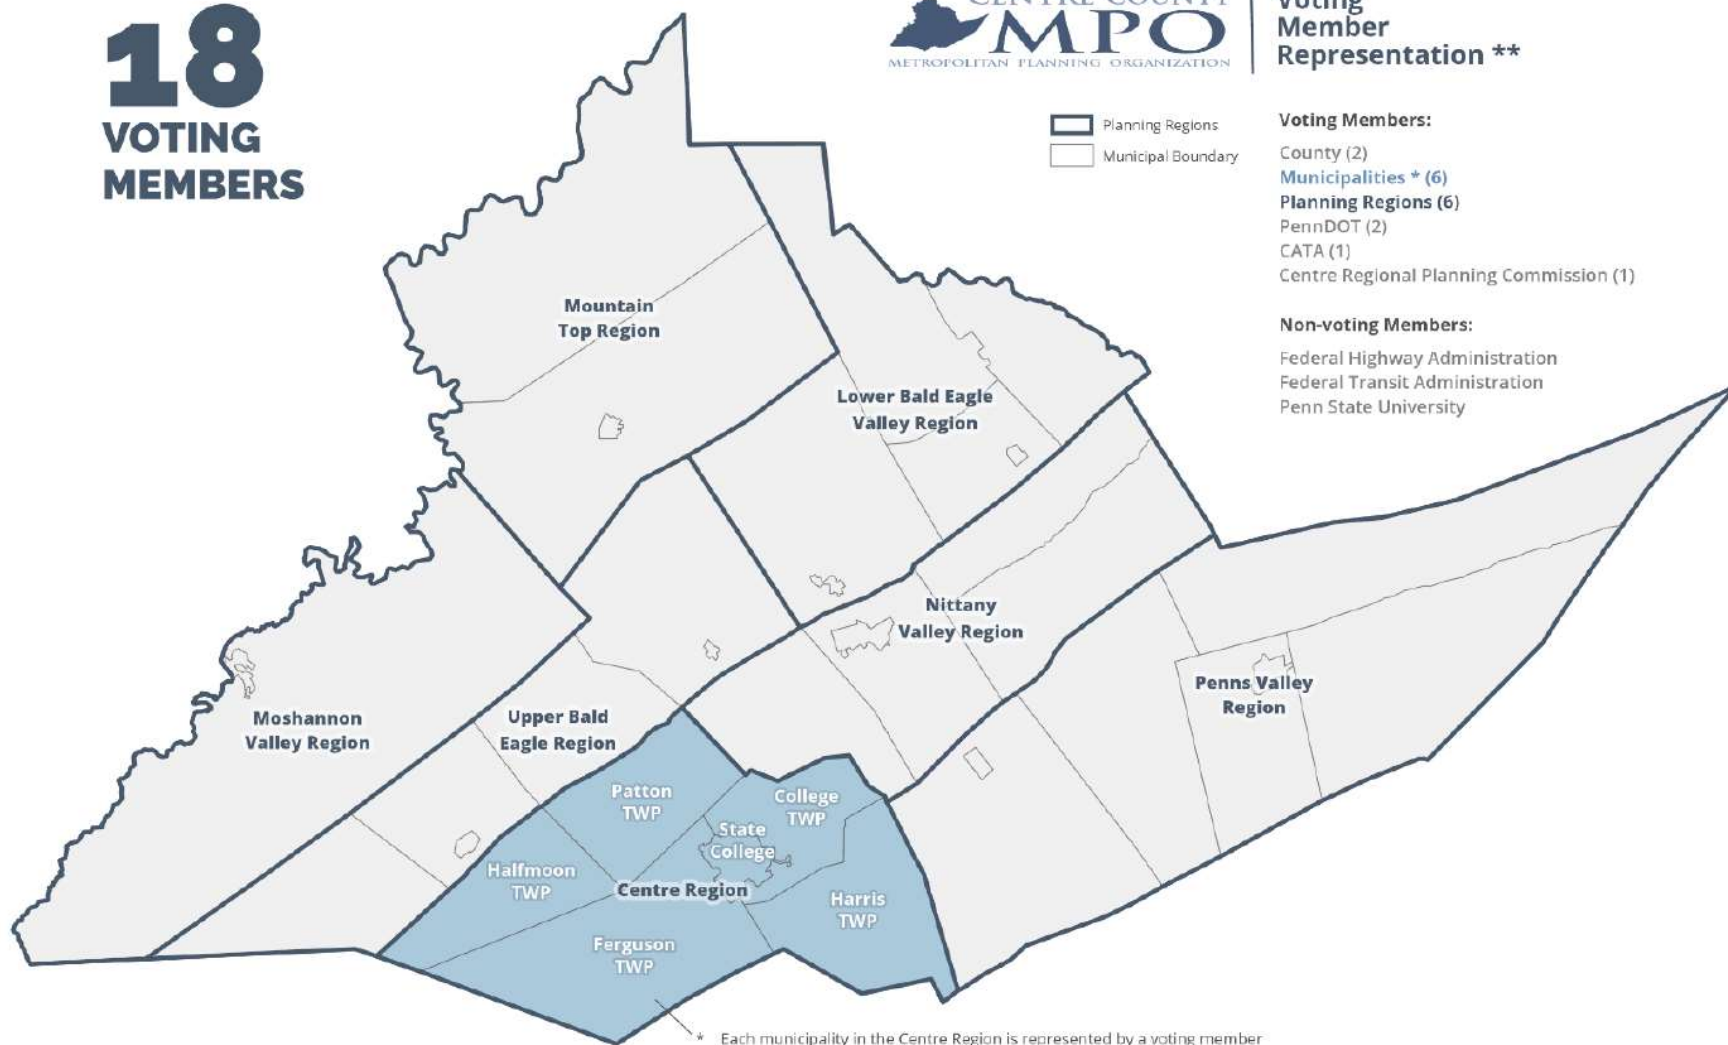 18
VOTING
MEMBERS
CENTRE COUNTY
MPO
METROPOLITAN PLANNING ORGANIZATION
Voting
Member
Representation **
Planning Regions
Municipal Boundary
Voting Members:
County (2)
Municipalities * (6)
Planning Regions (6)
PennDOT (2)
CATA (1)
Centre Regional Planning Commission (1)
Non-voting Members:
Federal Highway Administration
Federal Transit Administration
Penn State University
Mountain
Top Region
Lower Bald Eagle
Valley Region
Nittany
Valley Region
Penns Valley
Region
Moshannon
Valley Region
Upper Bald
Eagle Region
Patton
TWP
College
TWP
State
College
Halfmoon
TWP
Centre Region
Harris
TWP
Ferguson
TWP
* Each municipality in the Centre Region is represented by a voting member